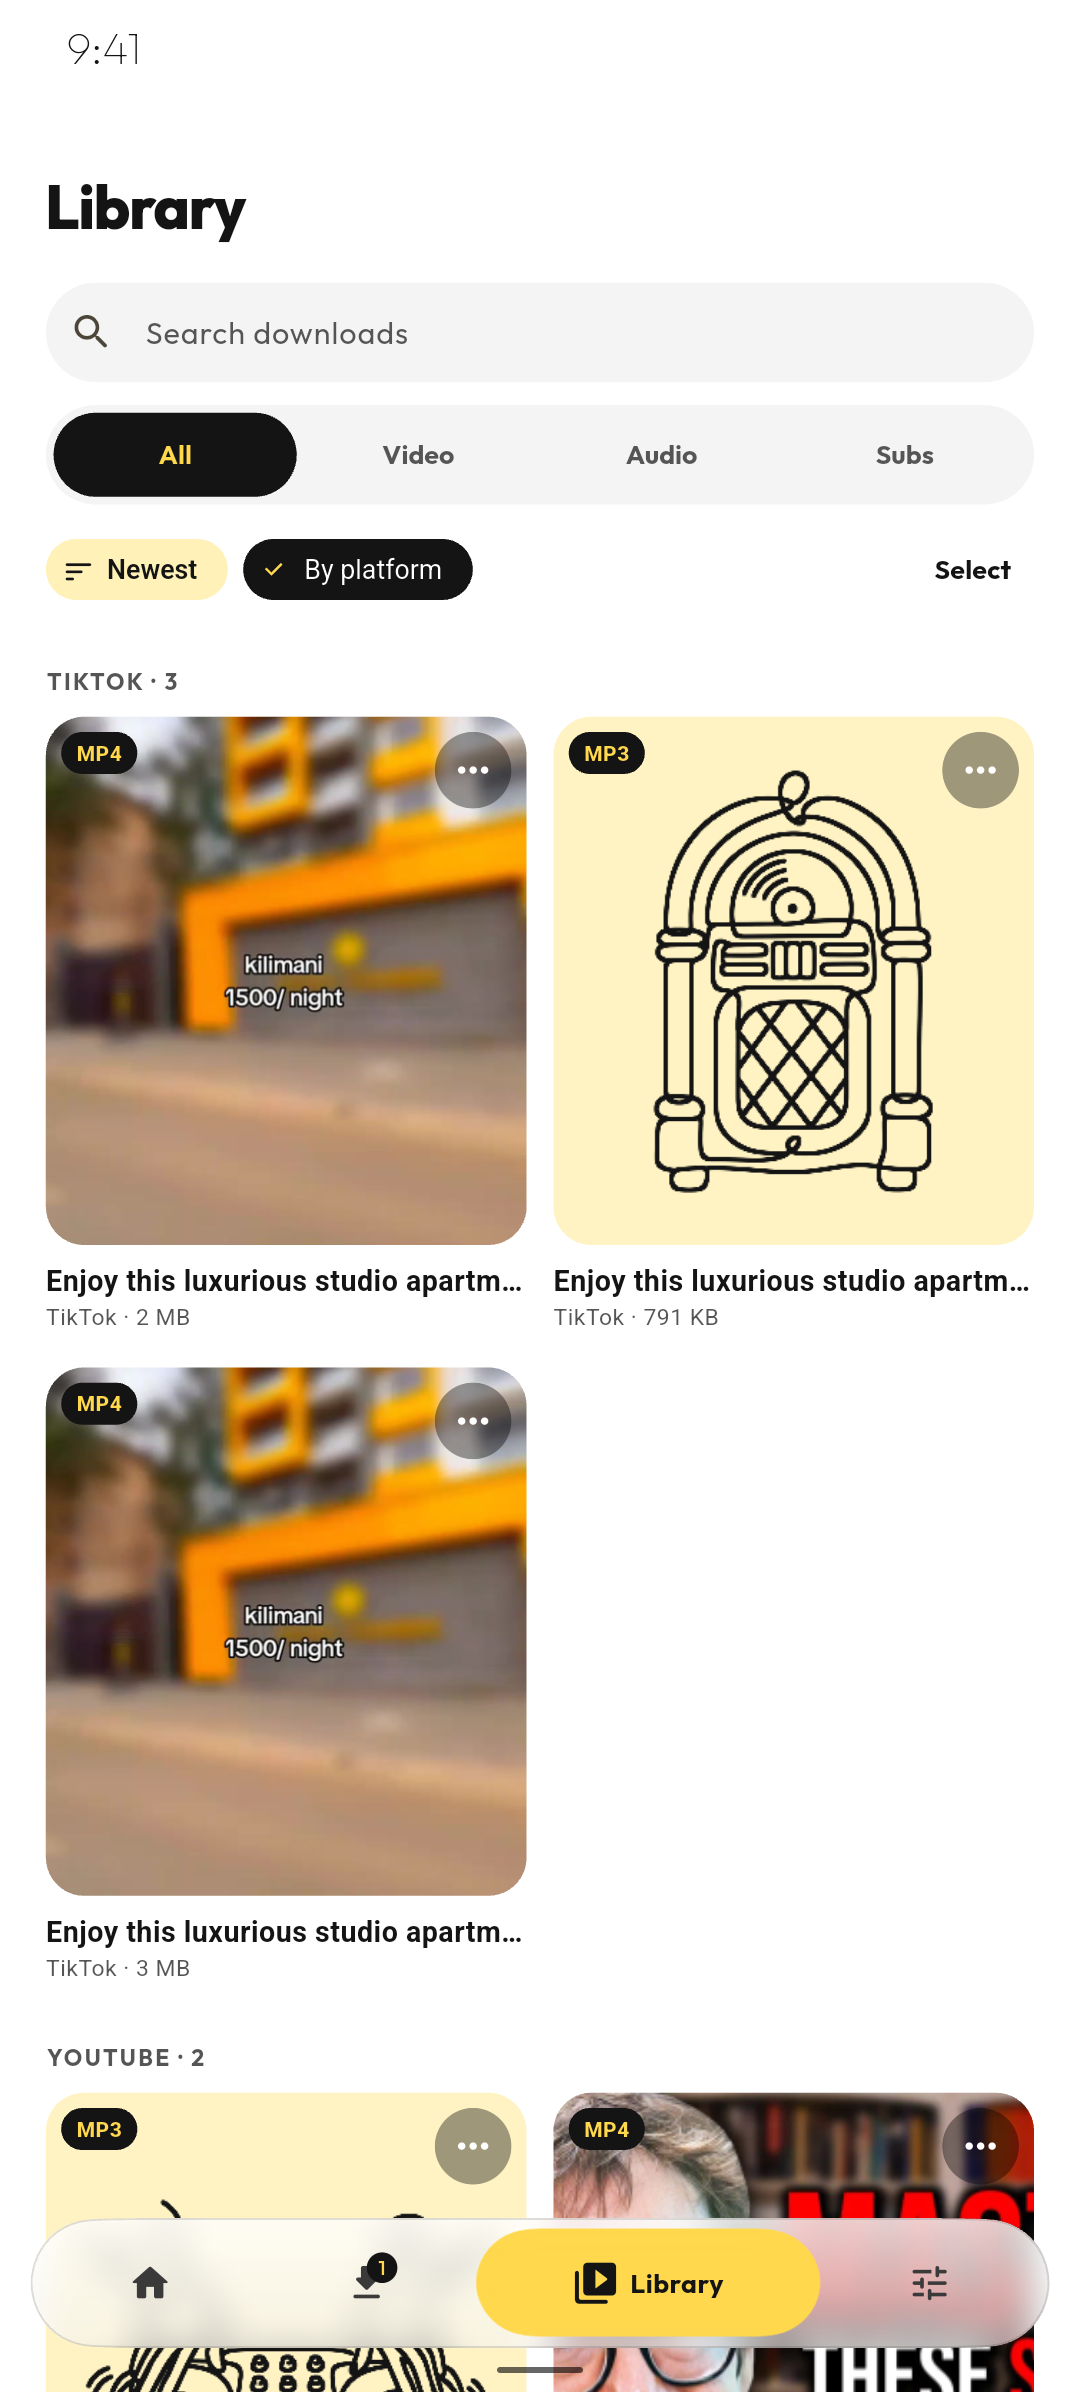 9:41
Library
Search downloads
All
Video
Audio
Subs
Newest
By platform
Select
TIKTOK · 3
MP4
kilimani
1500/ night
MP3
Enjoy this luxurious studio apartm...
TikTok · 2 MB
Enjoy this luxurious studio apartm...
TikTok · 791 KB
MP4
kilimani
1500/ night
Enjoy this luxurious studio apartm...
TikTok · 3 MB
YOUTUBE · 2
MP3
MP4
1
Library
THESE